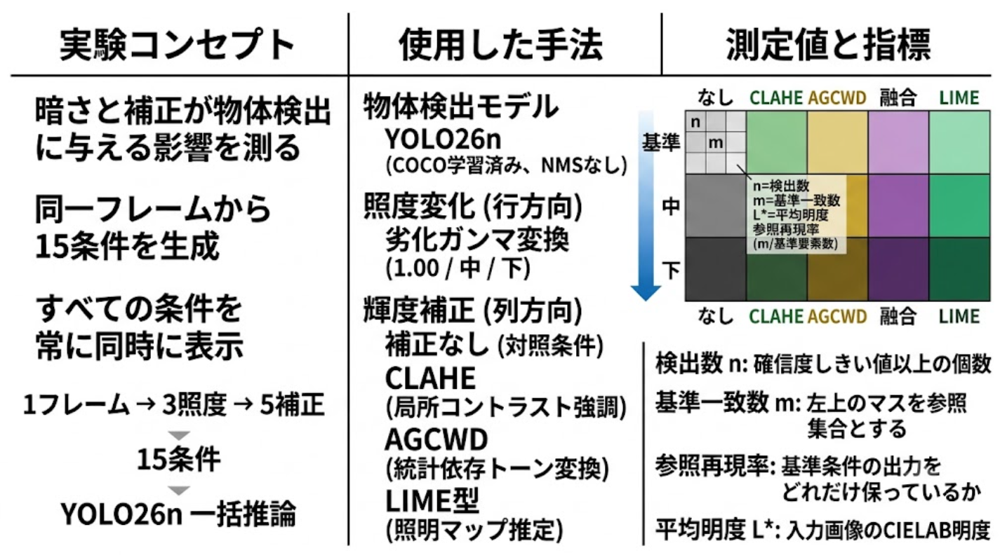 実験コンセプト
暗さと補正が物体検出
に与える影響を測る
同一フレームから
15条件を生成
すべての条件を
常に同時に表示
1フレーム → 3照度 → 5補正
15条件
YOLO26n 一括推論
使用した手法
物体検出モデル
YOLO26n
(COCO学習済み、NMSなし)
照度変化 (行方向)
劣化ガンマ変換
(1.00 / 中 / 下)
輝度補正 (列方向)
補正なし (対照条件)
CLAHE
(局所コントラスト強調)
AGCWD
(統計依存トーン変換)
LIME型
(照明マップ推定)
測定値と指標
なし CLAHE AGCWD 融合 LIME
基準
n
m
n=検出数
m=基準一致数
L*=平均明度
参照再現率
(m/基準要素数)
中
下
なし CLAHE AGCWD 融合 LIME
検出数 n: 確信度しきい値以上の個数
基準一致数 m: 左上のマスを参照
集合とする
参照再現率: 基準条件の出力を
どれだけ保っているか
平均明度 L*: 入力画像のCIELAB明度